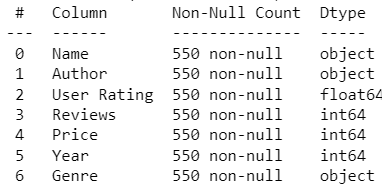 #   Column       Non-Null Count  Dtype
---  ------       --------------  -----
0   Name         550 non-null    object
1   Author       550 non-null    object
2   User Rating  550 non-null    float64
3   Reviews      550 non-null    int64
4   Price        550 non-null    int64
5   Year         550 non-null    int64
6   Genre        550 non-null    object